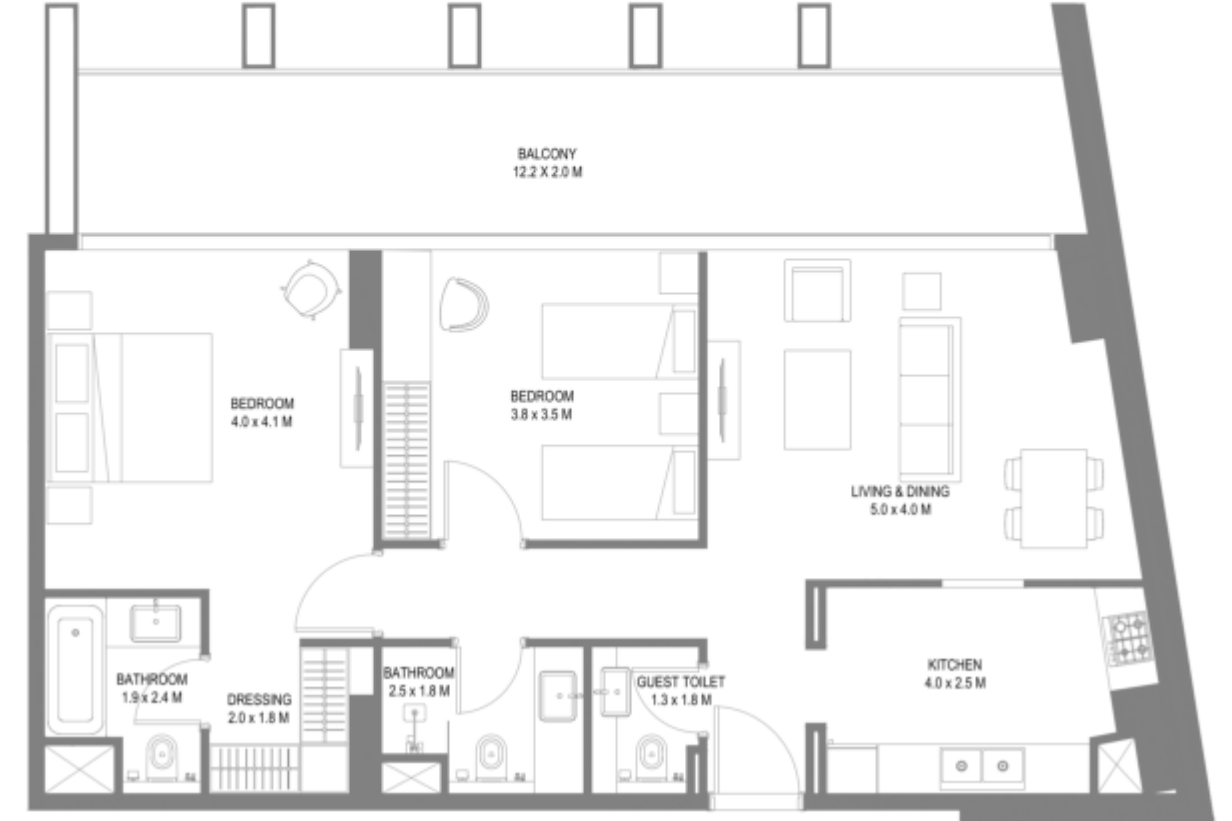 BALCONY
12.2 X 2.0 M
BEDROOM
4.0 x 4.1 M
BEDROOM
3.8 x 3.5 M
LIVING & DINING
5.0 x 4.0 M
BATHROOM
1.9 x 2.4 M
DRESSING
2.0 x 1.8 M
BATHROOM
2.5 x 1.8 M
GUEST TOILET
1.3 x 1.8 M
KITCHEN
4.0 x 2.5 M